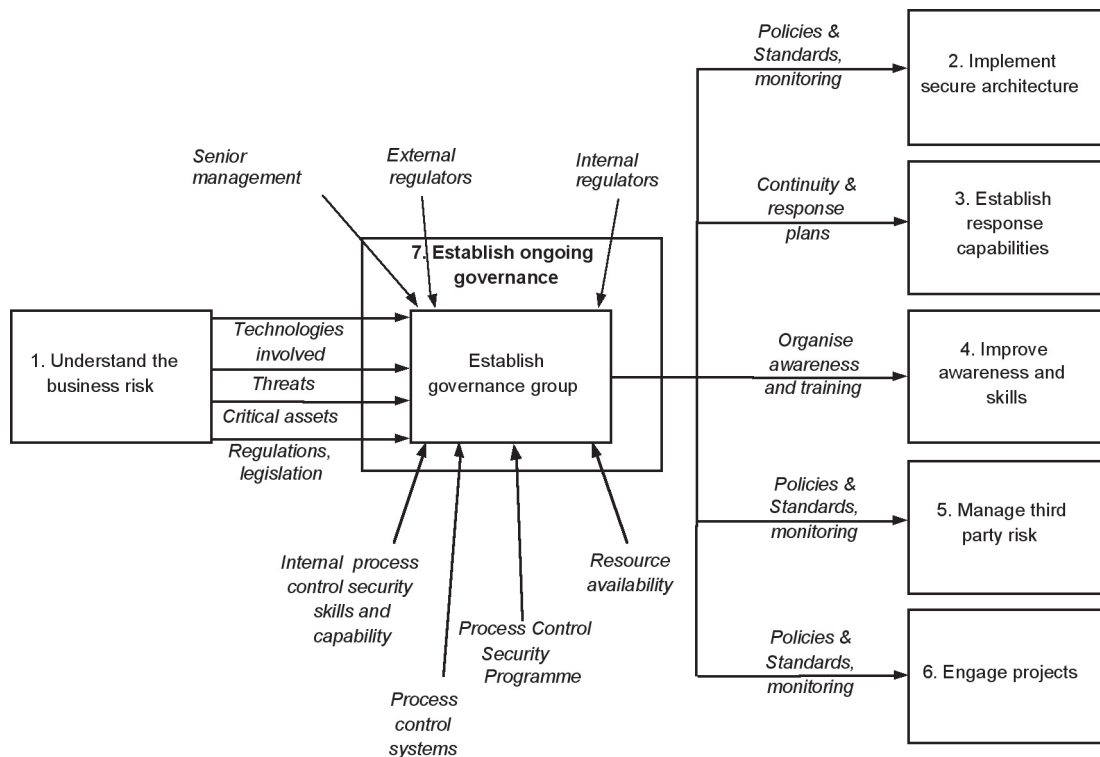 Policies &
Standards,
monitoring
2. Implement
secure architecture
Senior
management
External
regulators
Internal
regulators
Continuity &
response
plans
3. Establish
response
capabilities
7. Establish ongoing
governance
1. Understand the
business risk
Technologies
involved
Threats
Critical assets
Regulations,
legislation
Establish
governance group
Organise
awareness
and training
4. Improve
awareness and
skills
Policies &
Standards,
monitoring
5. Manage third
party risk
Internal process
control security
skills and
capability
Process
control
systems
Process Control
Security
Programme
Resource
availability
Policies &
Standards,
monitoring
6. Engage projects